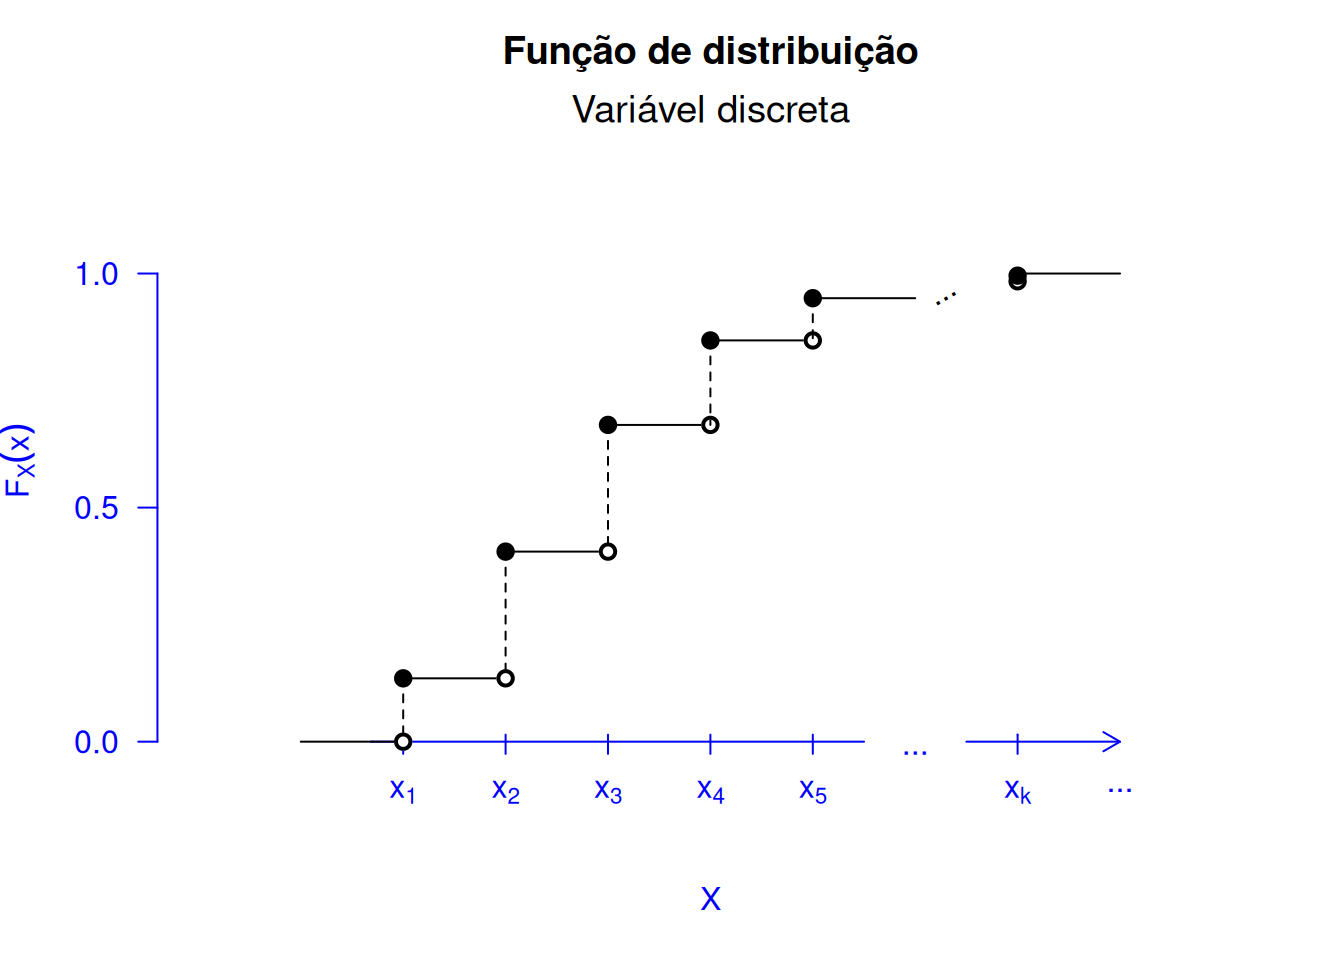 Função de distribuição
Variável discreta
1.0
0.5
0.0
Fₓ(x)
...
...
x₁ x₂ x₃ x₄ x₅ xₖ ...
X